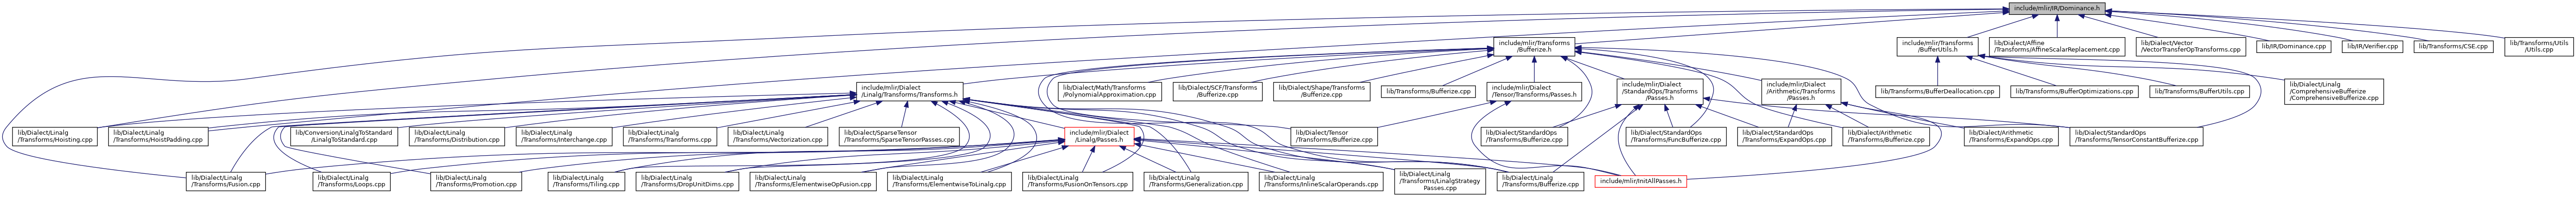 include/mlir/IR/Dominance.h
include/mlir/Transforms
/Bufferize.h
include/mlir/Transforms
/BufferUtils.h
lib/Dialect/Affine
/Transforms/AffineScalarReplacement.cpp
lib/Dialect/Vector
/VectorTransferOpTransforms.cpp
lib/IR/Dominance.cpp
lib/IR/Verifier.cpp
lib/Transforms/CSE.cpp
lib/Transforms/Utils
/Utils.cpp
include/mlir/Dialect
/Linalg/Transforms/Transforms.h
lib/Dialect/Math/Transforms
/PolynomialApproximation.cpp
lib/Dialect/SCF/Transforms
/Bufferize.cpp
lib/Dialect/Shape/Transforms
/Bufferize.cpp
lib/Transforms/Bufferize.cpp
include/mlir/Dialect
/Tensor/Transforms/Passes.h
include/mlir/Dialect
/StandardOps/Transforms
/Passes.h
include/mlir/Dialect
/Arithmetic/Transforms
/Passes.h
lib/Transforms/BufferDeallocation.cpp
lib/Transforms/BufferOptimizations.cpp
lib/Transforms/BufferUtils.cpp
lib/Dialect/Linalg
/ComprehensiveBufferize
/ComprehensiveBufferize.cpp
lib/Dialect/Linalg
/Transforms/Hoisting.cpp
lib/Dialect/Linalg
/Transforms/HoistPadding.cpp
lib/Conversion/LinalgToStandard
/LinalgToStandard.cpp
lib/Dialect/Linalg
/Transforms/Distribution.cpp
lib/Dialect/Linalg
/Transforms/Interchange.cpp
lib/Dialect/Linalg
/Transforms/Transforms.cpp
lib/Dialect/Linalg
/Transforms/Vectorization.cpp
lib/Dialect/SparseTensor
/Transforms/SparseTensorPasses.cpp
include/mlir/Dialect
/Linalg/Passes.h
lib/Dialect/Tensor
/Transforms/Bufferize.cpp
lib/Dialect/StandardOps
/Transforms/Bufferize.cpp
lib/Dialect/StandardOps
/Transforms/FuncBufferize.cpp
lib/Dialect/StandardOps
/Transforms/ExpandOps.cpp
lib/Dialect/Arithmetic
/Transforms/Bufferize.cpp
lib/Dialect/Arithmetic
/Transforms/ExpandOps.cpp
lib/Dialect/StandardOps
/Transforms/TensorConstantBufferize.cpp
lib/Dialect/Linalg
/Transforms/Fusion.cpp
lib/Dialect/Linalg
/Transforms/Loops.cpp
lib/Dialect/Linalg
/Transforms/Promotion.cpp
lib/Dialect/Linalg
/Transforms/Tiling.cpp
lib/Dialect/Linalg
/Transforms/DropUnitDims.cpp
lib/Dialect/Linalg
/Transforms/ElementwiseOpFusion.cpp
lib/Dialect/Linalg
/Transforms/ElementwiseToLinalg.cpp
lib/Dialect/Linalg
/Transforms/FusionOnTensors.cpp
lib/Dialect/Linalg
/Transforms/Generalization.cpp
lib/Dialect/Linalg
/Transforms/InlineScalarOperands.cpp
lib/Dialect/Linalg
/Transforms/LinalgStrategy
Passes.cpp
lib/Dialect/Linalg
/Transforms/Bufferize.cpp
include/mlir/InitAllPasses.h